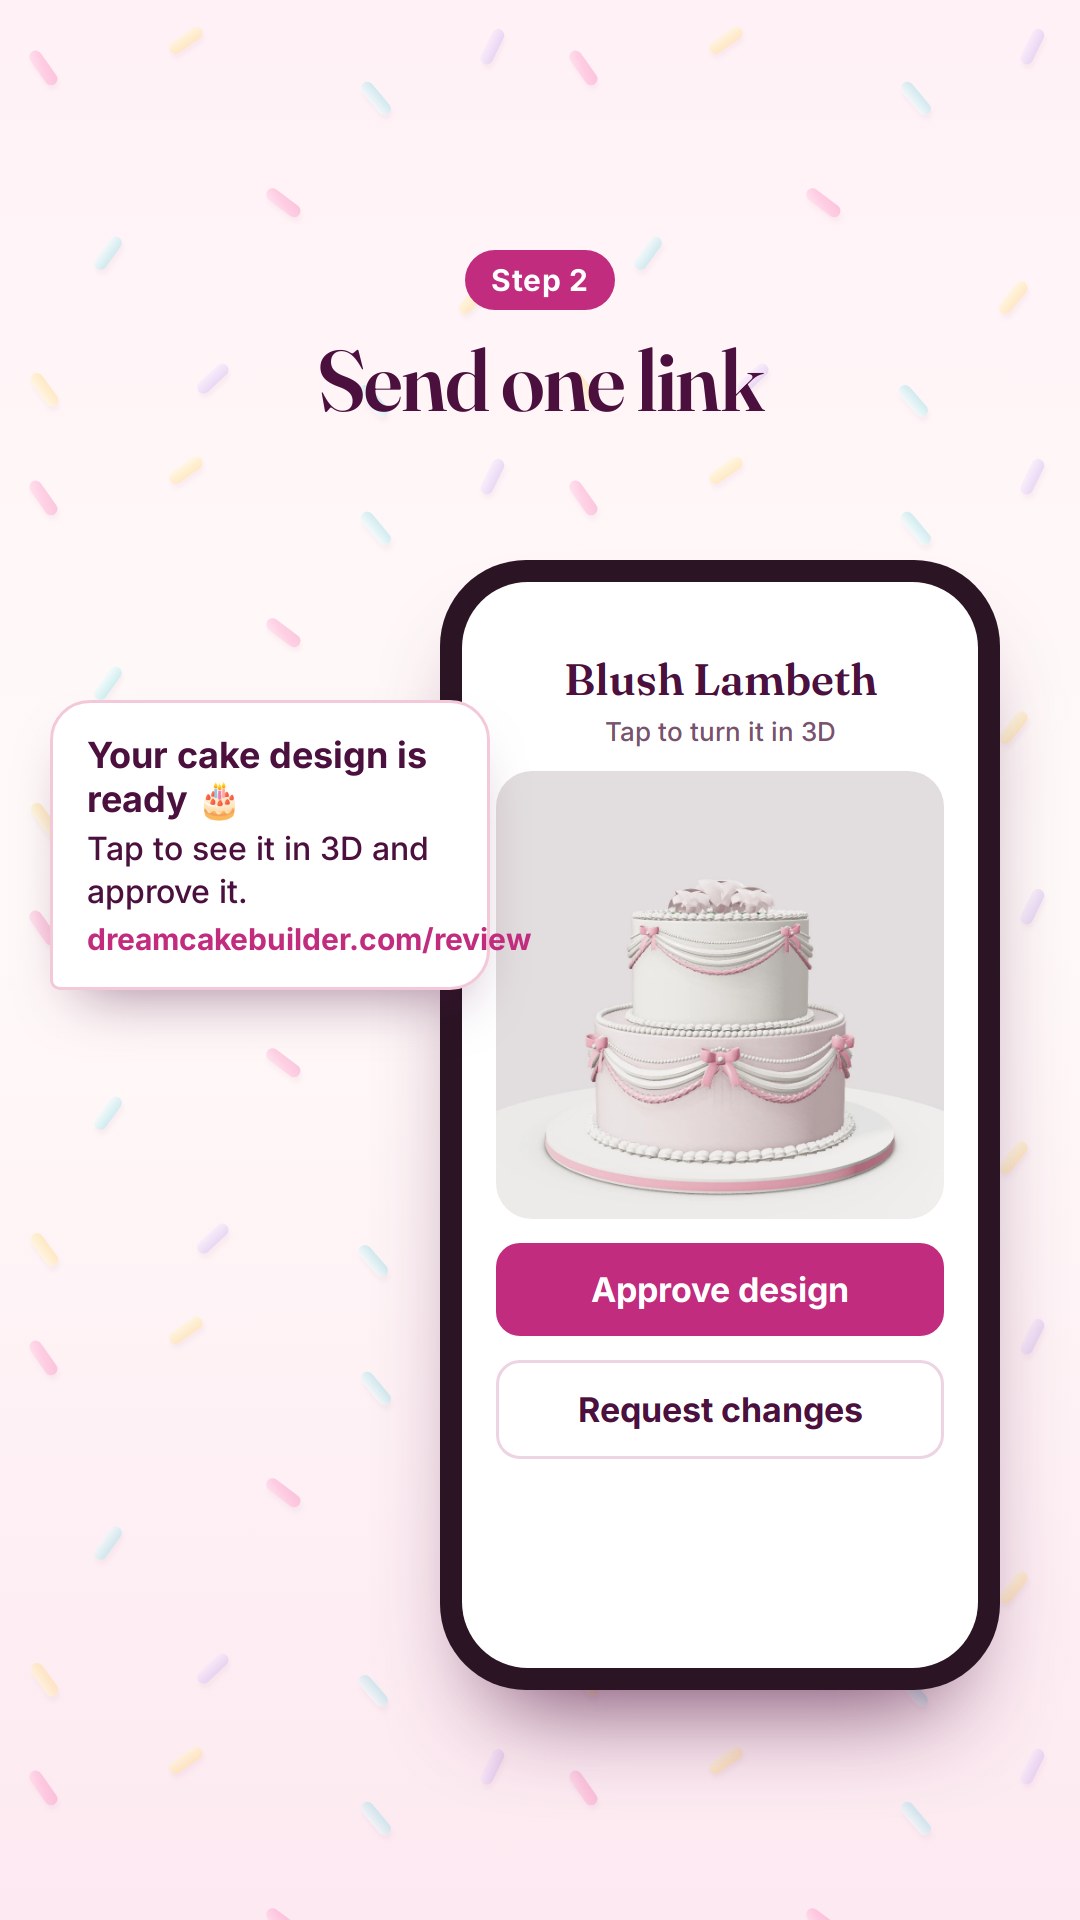 Step 2
Send one link
Your cake design is
ready 🎂
Tap to see it in 3D and
approve it.
dreamcakebuilder.com/review
Blush Lambeth
Tap to turn it in 3D
Approve design
Request changes